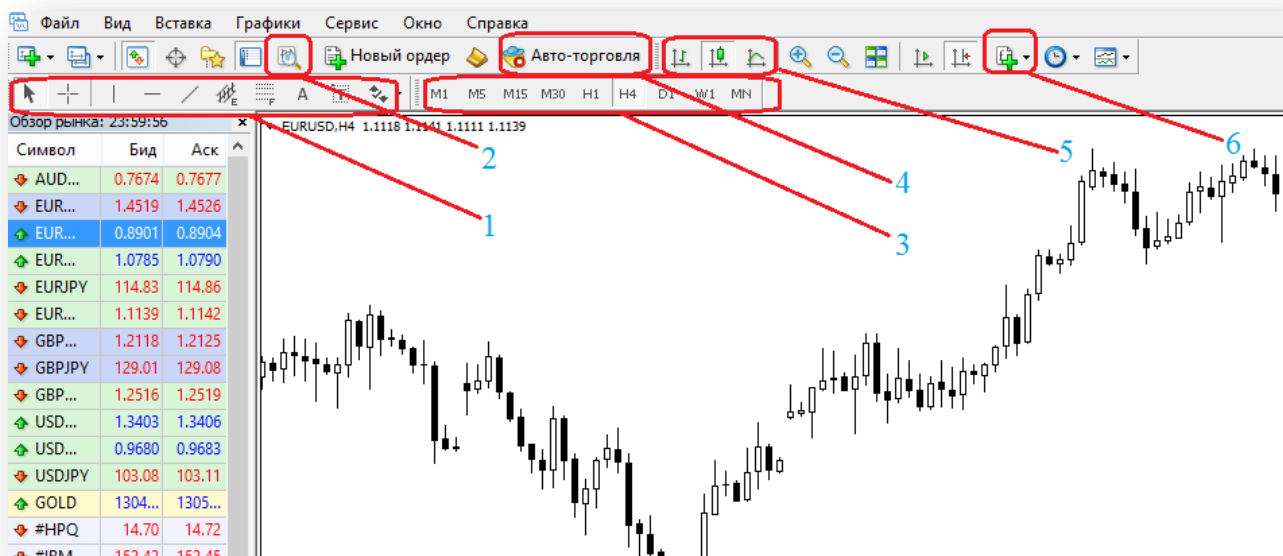 Файл Вид Вставка Графики Сервис Окно Справка
Новый ордер Авто-торговля
E F A T M1 M5 M15 M30 H1 H4 D1 W1 MN
Обзор рынка: 23:59:56 x
EURUSD,H4 1.1118 1.1141 1.1111 1.1139
Символ Бид Аск
AUD... 0.7674 0.7677
EUR... 1.4519 1.4526
EUR... 0.8901 0.8904
EUR... 1.0785 1.0790
EURJPY 114.83 114.86
EUR... 1.1139 1.1142
GBP... 1.2118 1.2125
GBPJPY 129.01 129.08
GBP... 1.2516 1.2519
USD... 1.3403 1.3406
USD... 0.9680 0.9683
USDJPY 103.08 103.11
GOLD 1304... 1305...
#HPQ 14.70 14.72
#IBM 152.42 152.45
2
5
6
4
1
3